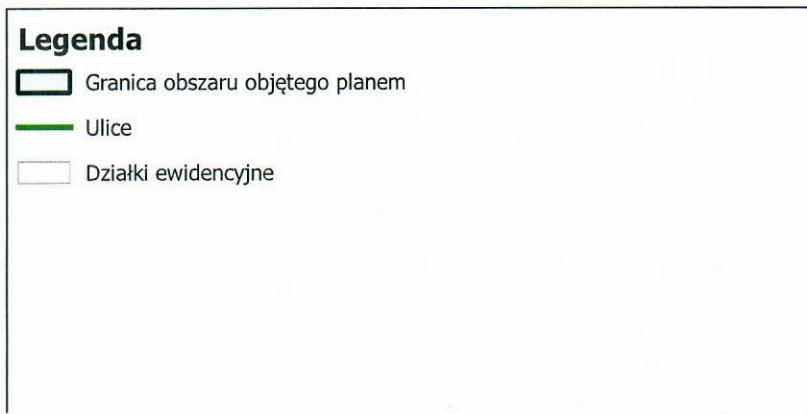 Legenda
Granica obszaru objętego planem
Ulice
Działki ewidencyjne